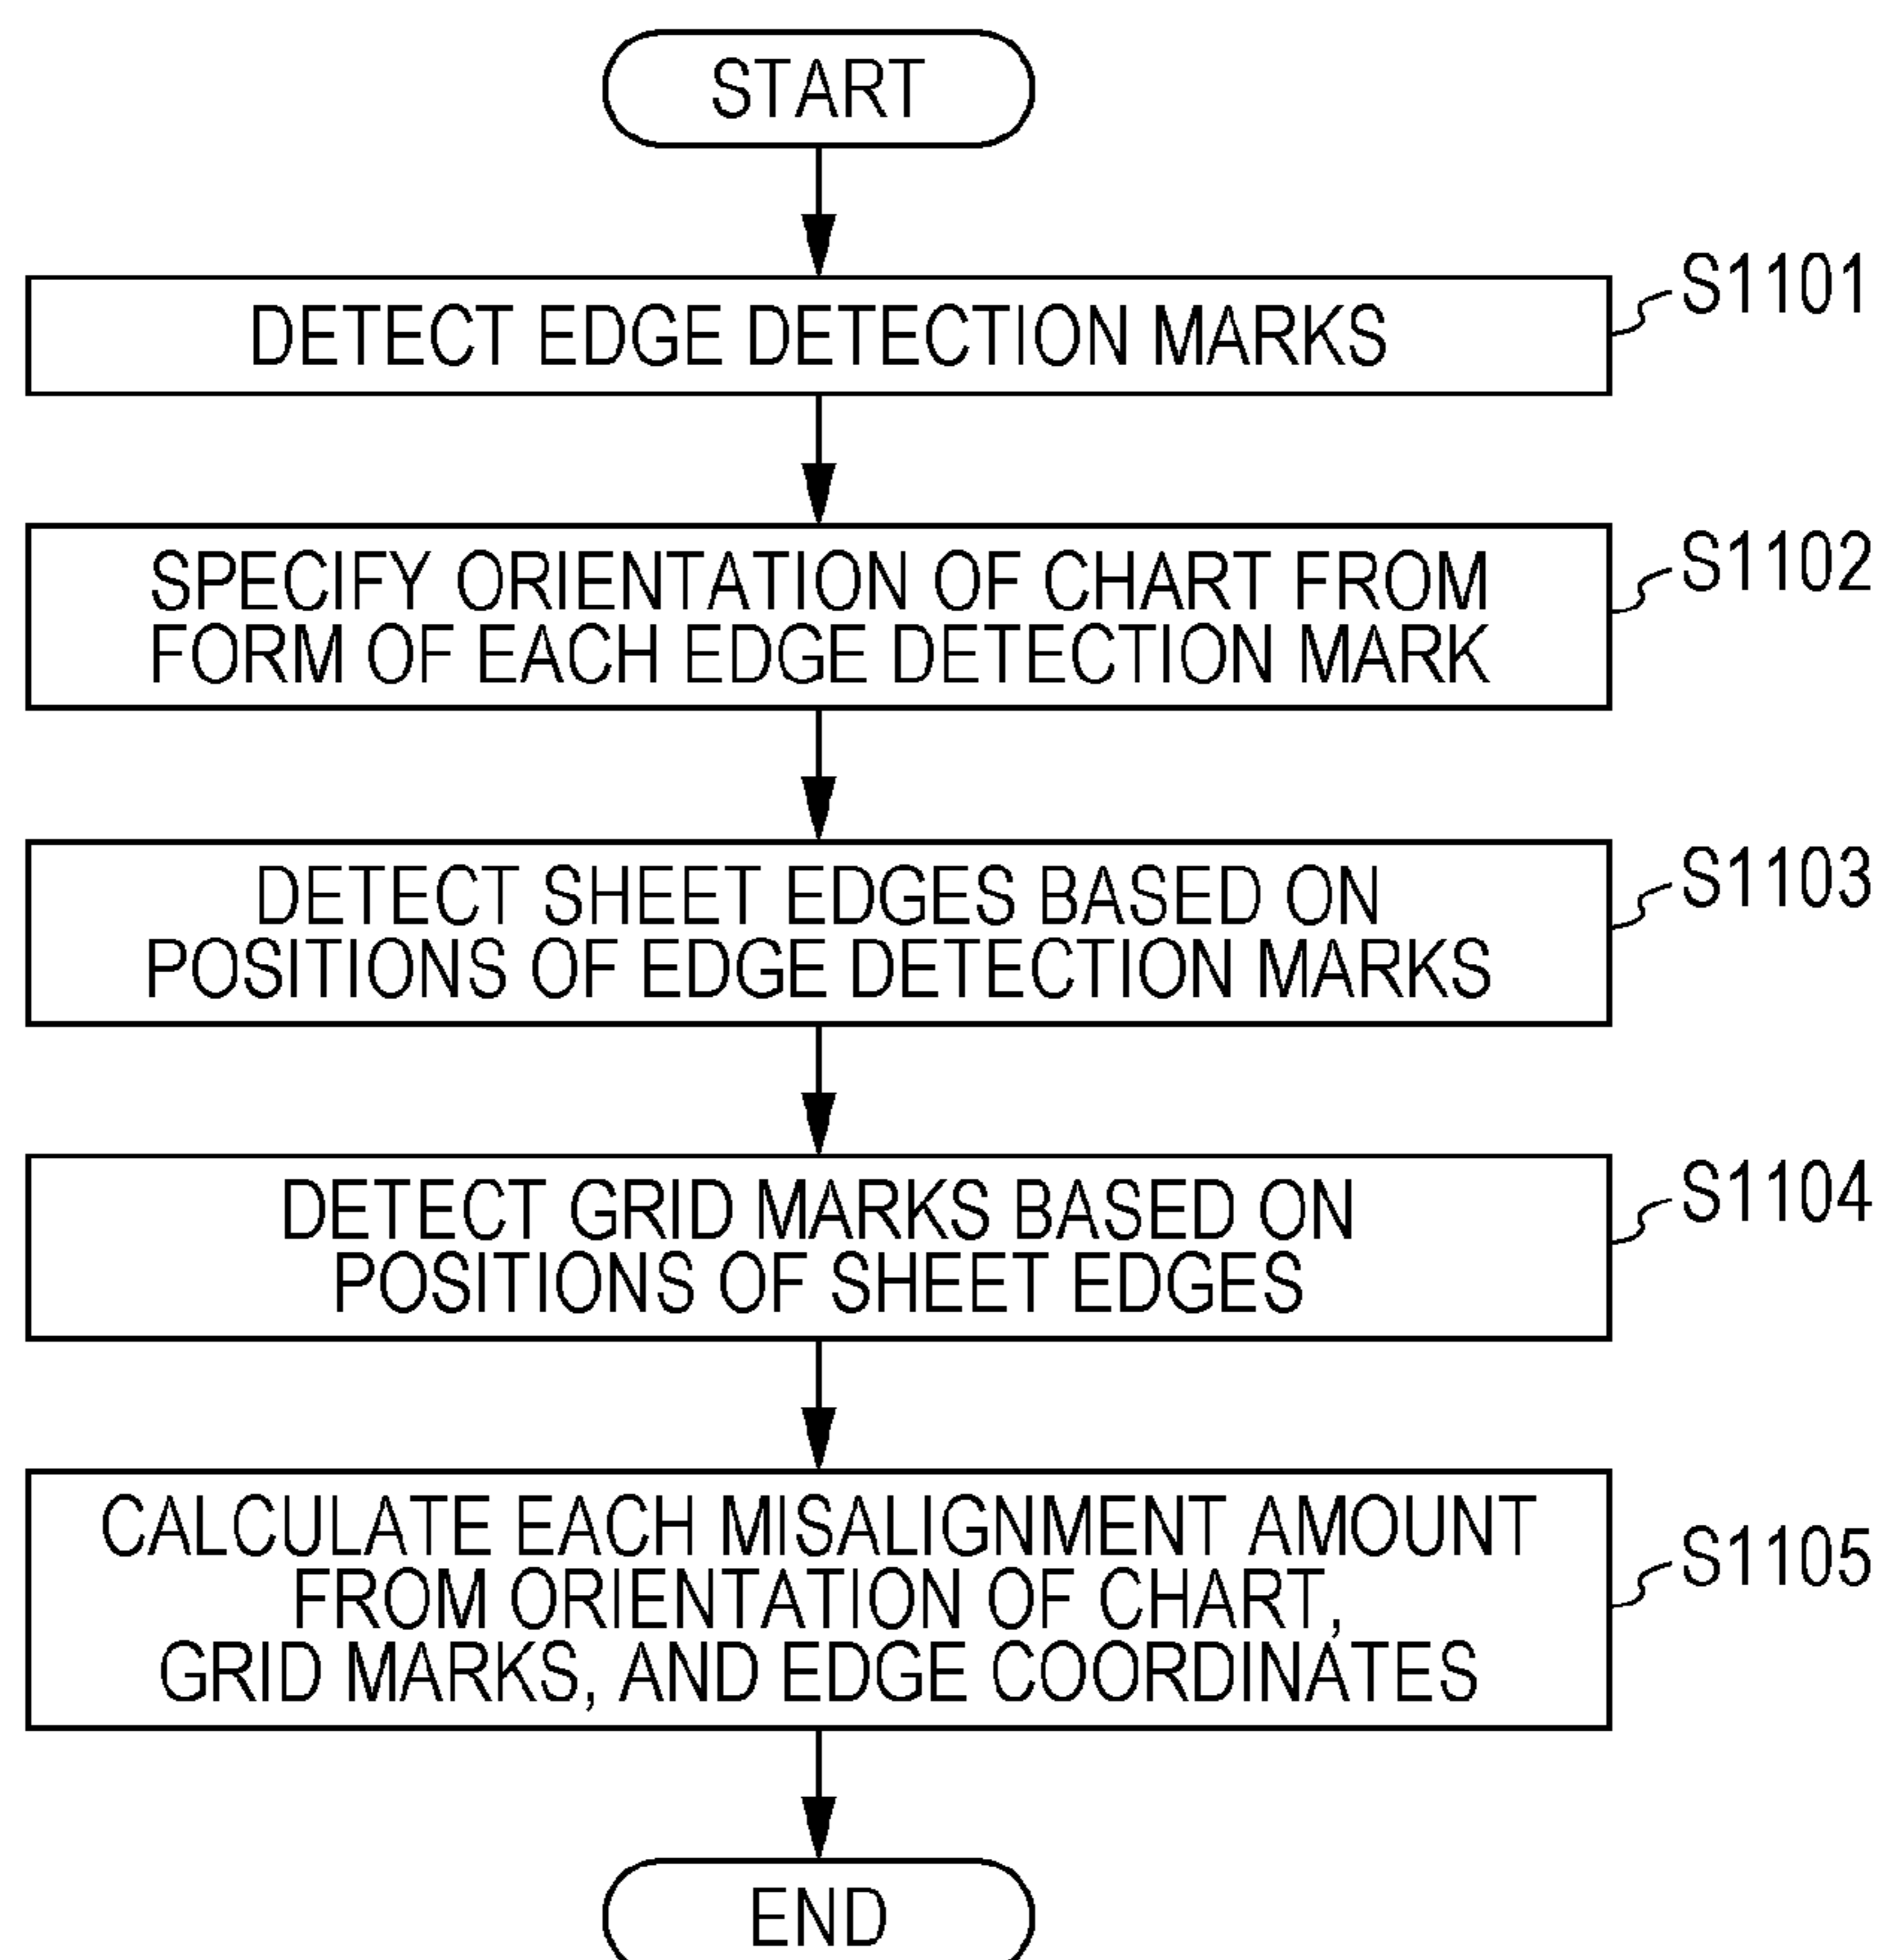 START
DETECT EDGE DETECTION MARKS
S1101
SPECIFY ORIENTATION OF CHART FROM
FORM OF EACH EDGE DETECTION MARK
S1102
DETECT SHEET EDGES BASED ON
POSITIONS OF EDGE DETECTION MARKS
S1103
DETECT GRID MARKS BASED ON
POSITIONS OF SHEET EDGES
S1104
CALCULATE EACH MISALIGNMENT AMOUNT
FROM ORIENTATION OF CHART,
GRID MARKS, AND EDGE COORDINATES
S1105
END